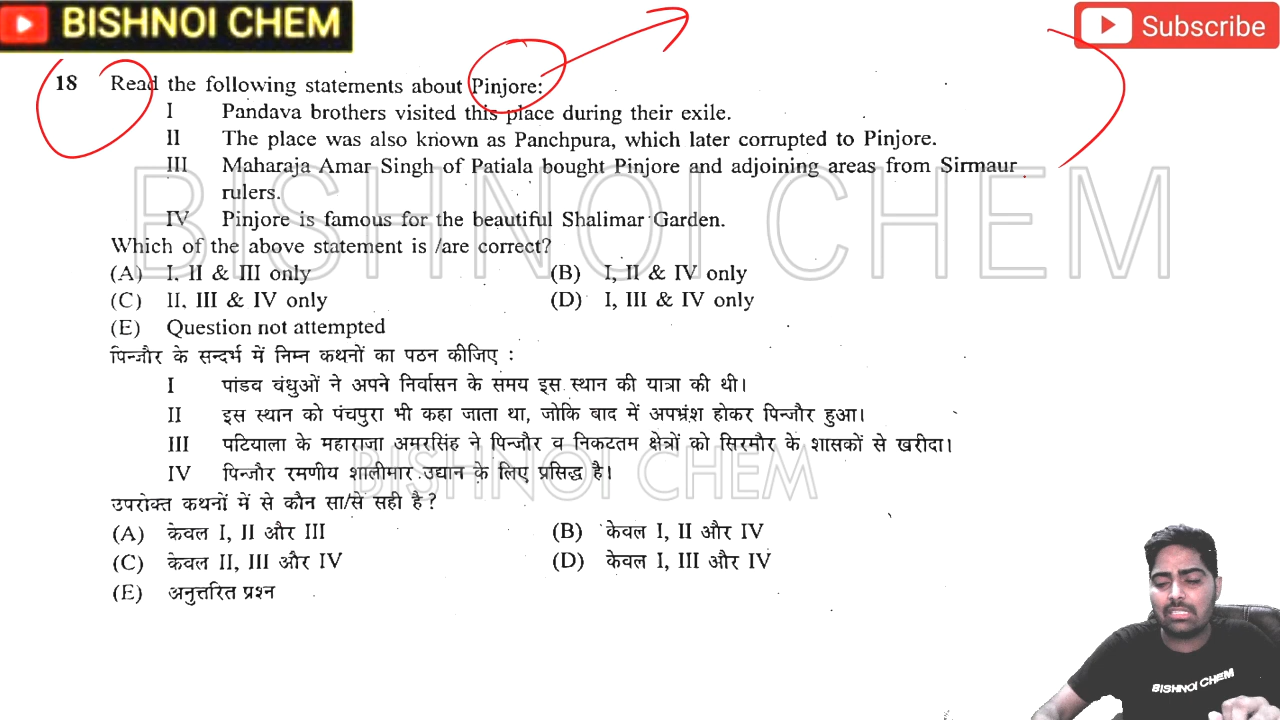 BISHNOI CHEM
Subscribe
18 Read the following statements about Pinjore:
I Pandava brothers visited this place during their exile.
II The place was also known as Panchpura, which later corrupted to Pinjore.
III Maharaja Amar Singh of Patiala bought Pinjore and adjoining areas from Sirmaur
rulers.
IV Pinjore is famous for the beautiful Shalimar Garden.
Which of the above statement is /are correct?
(A) I, II & III only (B) I, II & IV only
(C) II, III & IV only (D) I, III & IV only
(E) Question not attempted
पिन्जौर के सन्दर्भ में निम्न कथनों का पठन कीजिए :
I पांडव बंधुओं ने अपने निर्वासन के समय इस स्थान की यात्रा की थी।
II इस स्थान को पंचपुरा भी कहा जाता था, जोकि बाद में अपभ्रंश होकर पिन्जौर हुआ।
III पटियाला के महाराजा अमरसिंह ने पिन्जौर व निकटतम क्षेत्रों को सिरमौर के शासकों से खरीदा।
IV पिन्जौर रमणीय शालीमार उद्यान के लिए प्रसिद्ध है।
उपरोक्त कथनों में से कौन सा/से सही है?
(A) केवल I, II और III (B) केवल I, II और IV
(C) केवल II, III और IV (D) केवल I, III और IV
(E) अनुत्तरित प्रश्न
BISHNOI CHEM
BISHNOI CHEM
BISHNOI CHEM